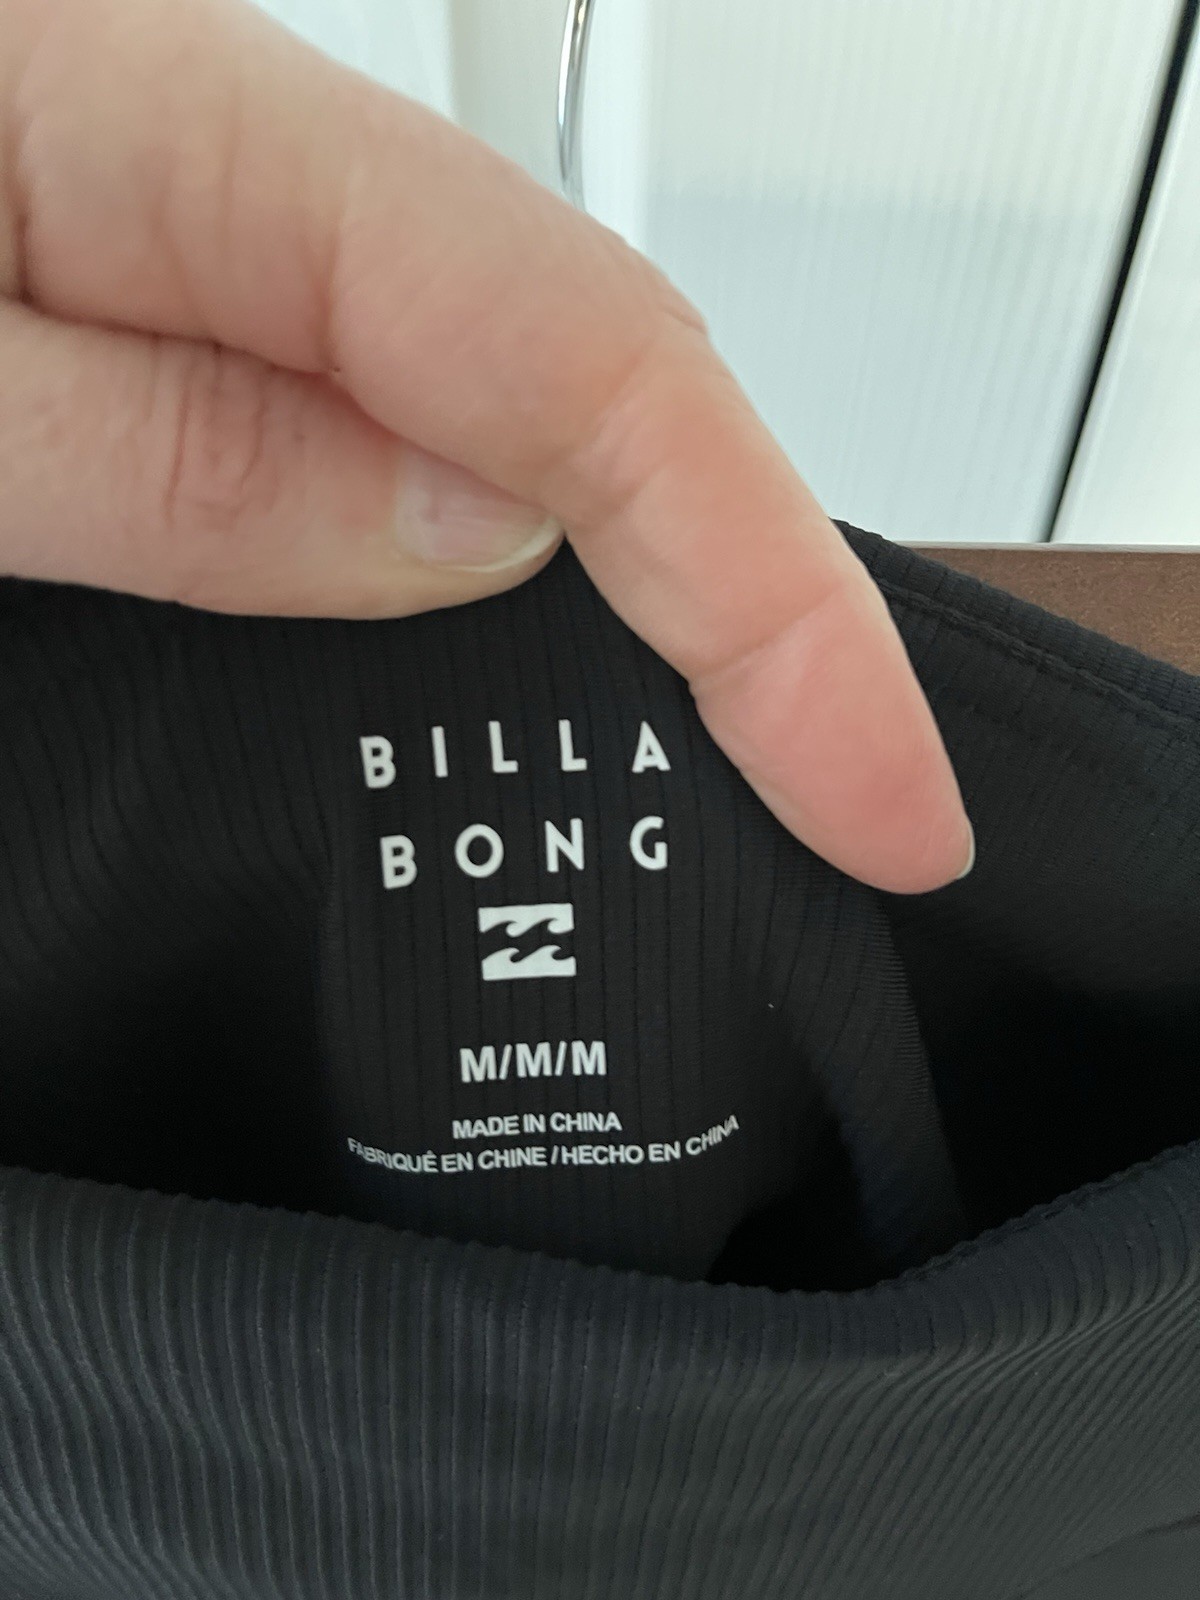 BILLA
BONG
M/M/M
MADE IN CHINA
FABRIQUÉ EN CHINE / HECHO EN CHINA